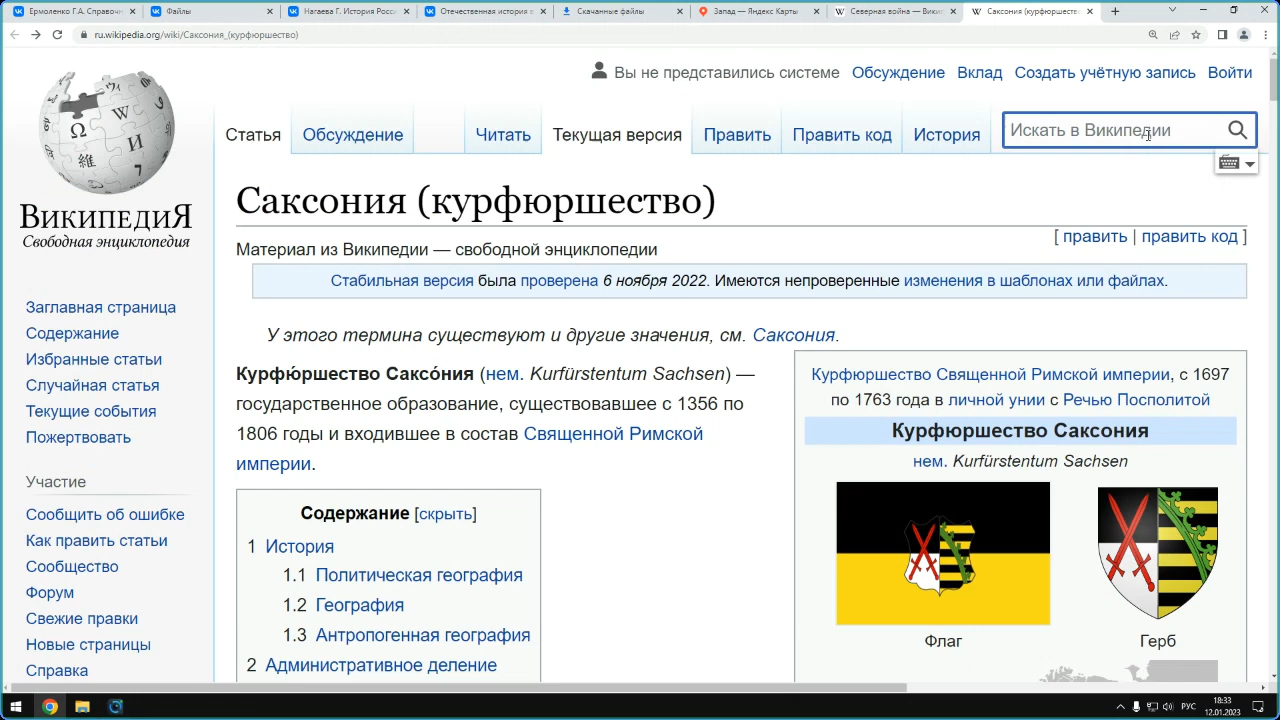 Ермоленко Г.А. Справочн
Файлы
Нагаева Г. История Росси
Отечественная история в
Скачанные файлы
Запад — Яндекс Карты
Северная война — Википе
Саксония (курфюршество
ru.wikipedia.org/wiki/Саксония_(курфюршество)
Вы не представились системе Обсуждение Вклад Создать учётную запись Войти
Статья Обсуждение Читать Текущая версия Править Править код История Искать в Википедии
ВикипедиЯ
Свободная энциклопедия
Саксония (курфюршество)
[ править | править код ]
Материал из Википедии — свободной энциклопедии
Стабильная версия была проверена 6 ноября 2022. Имеются непроверенные изменения в шаблонах или файлах.
У этого термина существуют и другие значения, см. Саксония.
Курфю́ршество Саксо́ния (нем. Kurfürstentum Sachsen) —
государственное образование, существовавшее с 1356 по
1806 годы и входившее в состав Священной Римской
империи.
Содержание [скрыть]
1 История
1.1 Политическая география
1.2 География
1.3 Антропогенная география
2 Административное деление
Курфюршество Священной Римской империи, с 1697
по 1763 года в личной унии с Речью Посполитой
Курфюршество Саксония
нем. Kurfürstentum Sachsen
Флаг
Герб
Заглавная страница
Содержание
Избранные статьи
Случайная статья
Текущие события
Пожертвовать
Участие
Сообщить об ошибке
Как править статьи
Сообщество
Форум
Свежие правки
Новые страницы
Справка
РУС
18:33
12.01.2023